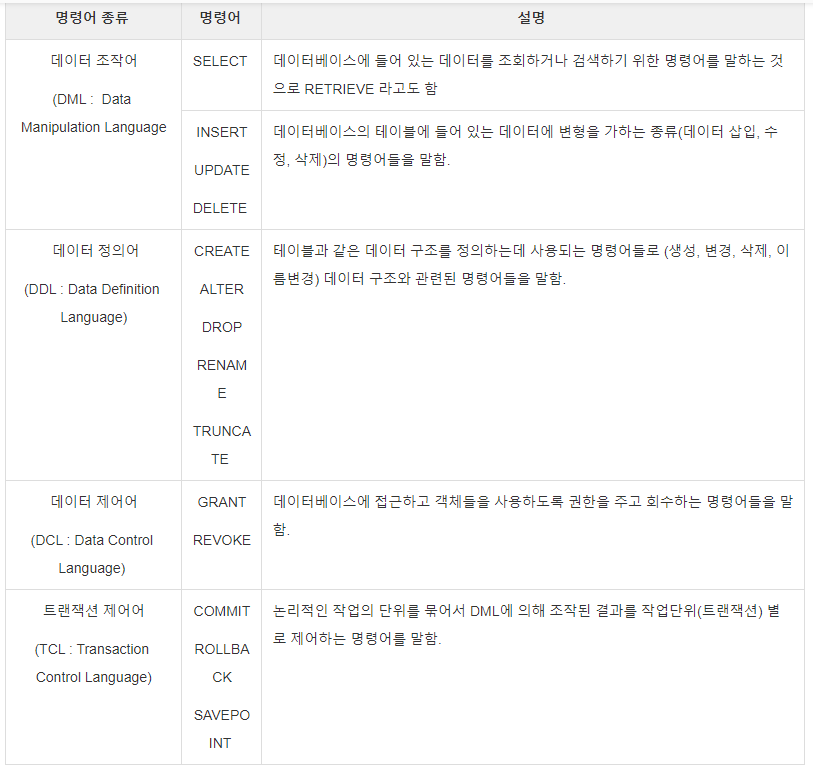 명령어 종류 명령어 설명
데이터 조작어
(DML : Data
Manipulation Language
SELECT
데이터베이스에 들어 있는 데이터를 조회하거나 검색하기 위한 명령어를 말하는 것
으로 RETRIEVE 라고도 함
INSERT
UPDATE
DELETE
데이터베이스의 테이블에 들어 있는 데이터에 변형을 가하는 종류(데이터 삽입, 수
정, 삭제)의 명령어들을 말함.
데이터 정의어
(DDL : Data Definition
Language)
CREATE
ALTER
DROP
RENAM
E
TRUNCA
TE
테이블과 같은 데이터 구조를 정의하는데 사용되는 명령어들로 (생성, 변경, 삭제, 이
름변경) 데이터 구조와 관련된 명령어들을 말함.
데이터 제어어
(DCL : Data Control
Language)
GRANT
REVOKE
데이터베이스에 접근하고 객체들을 사용하도록 권한을 주고 회수하는 명령어들을 말
함.
트랜잭션 제어어
(TCL : Transaction
Control Language)
COMMIT
ROLLBA
CK
SAVEPO
INT
논리적인 작업의 단위를 묶어서 DML에 의해 조작된 결과를 작업단위(트랜잭션) 별
로 제어하는 명령어를 말함.